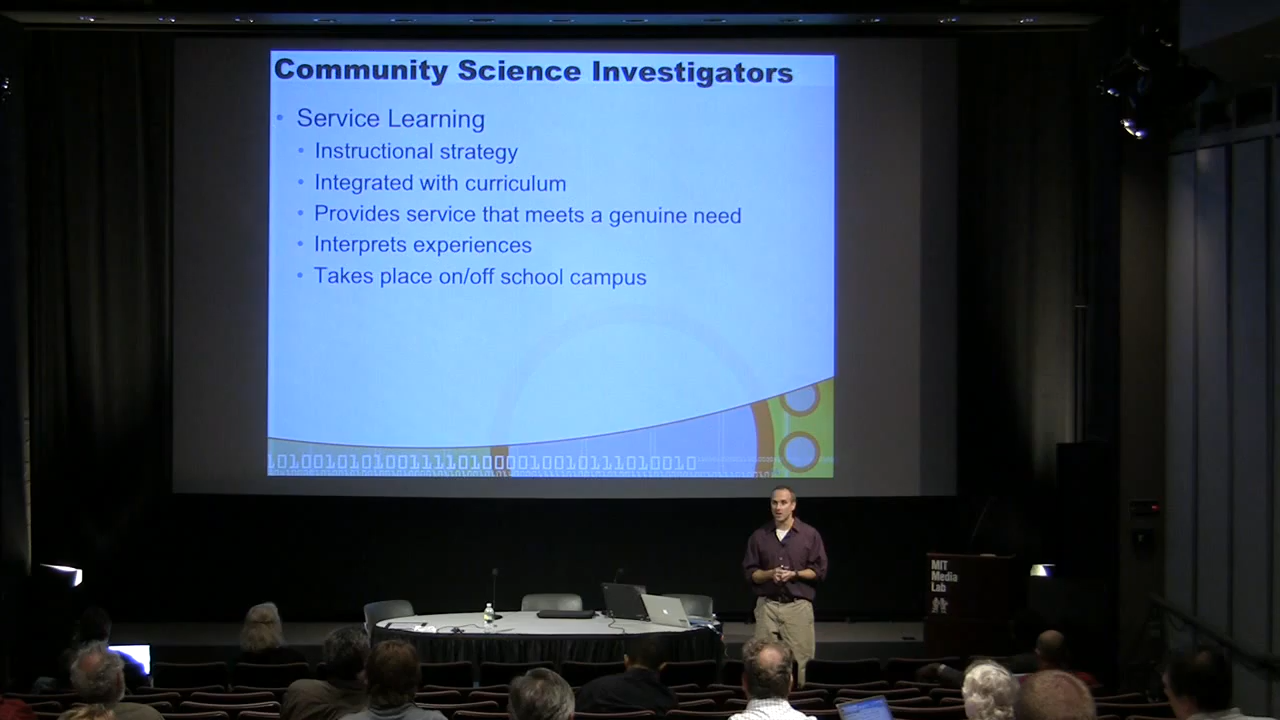 Community Science Investigators
• Service Learning
• Instructional strategy
• Integrated with curriculum
• Provides service that meets a genuine need
• Interprets experiences
• Takes place on/off school campus
MIT
Media
Lab